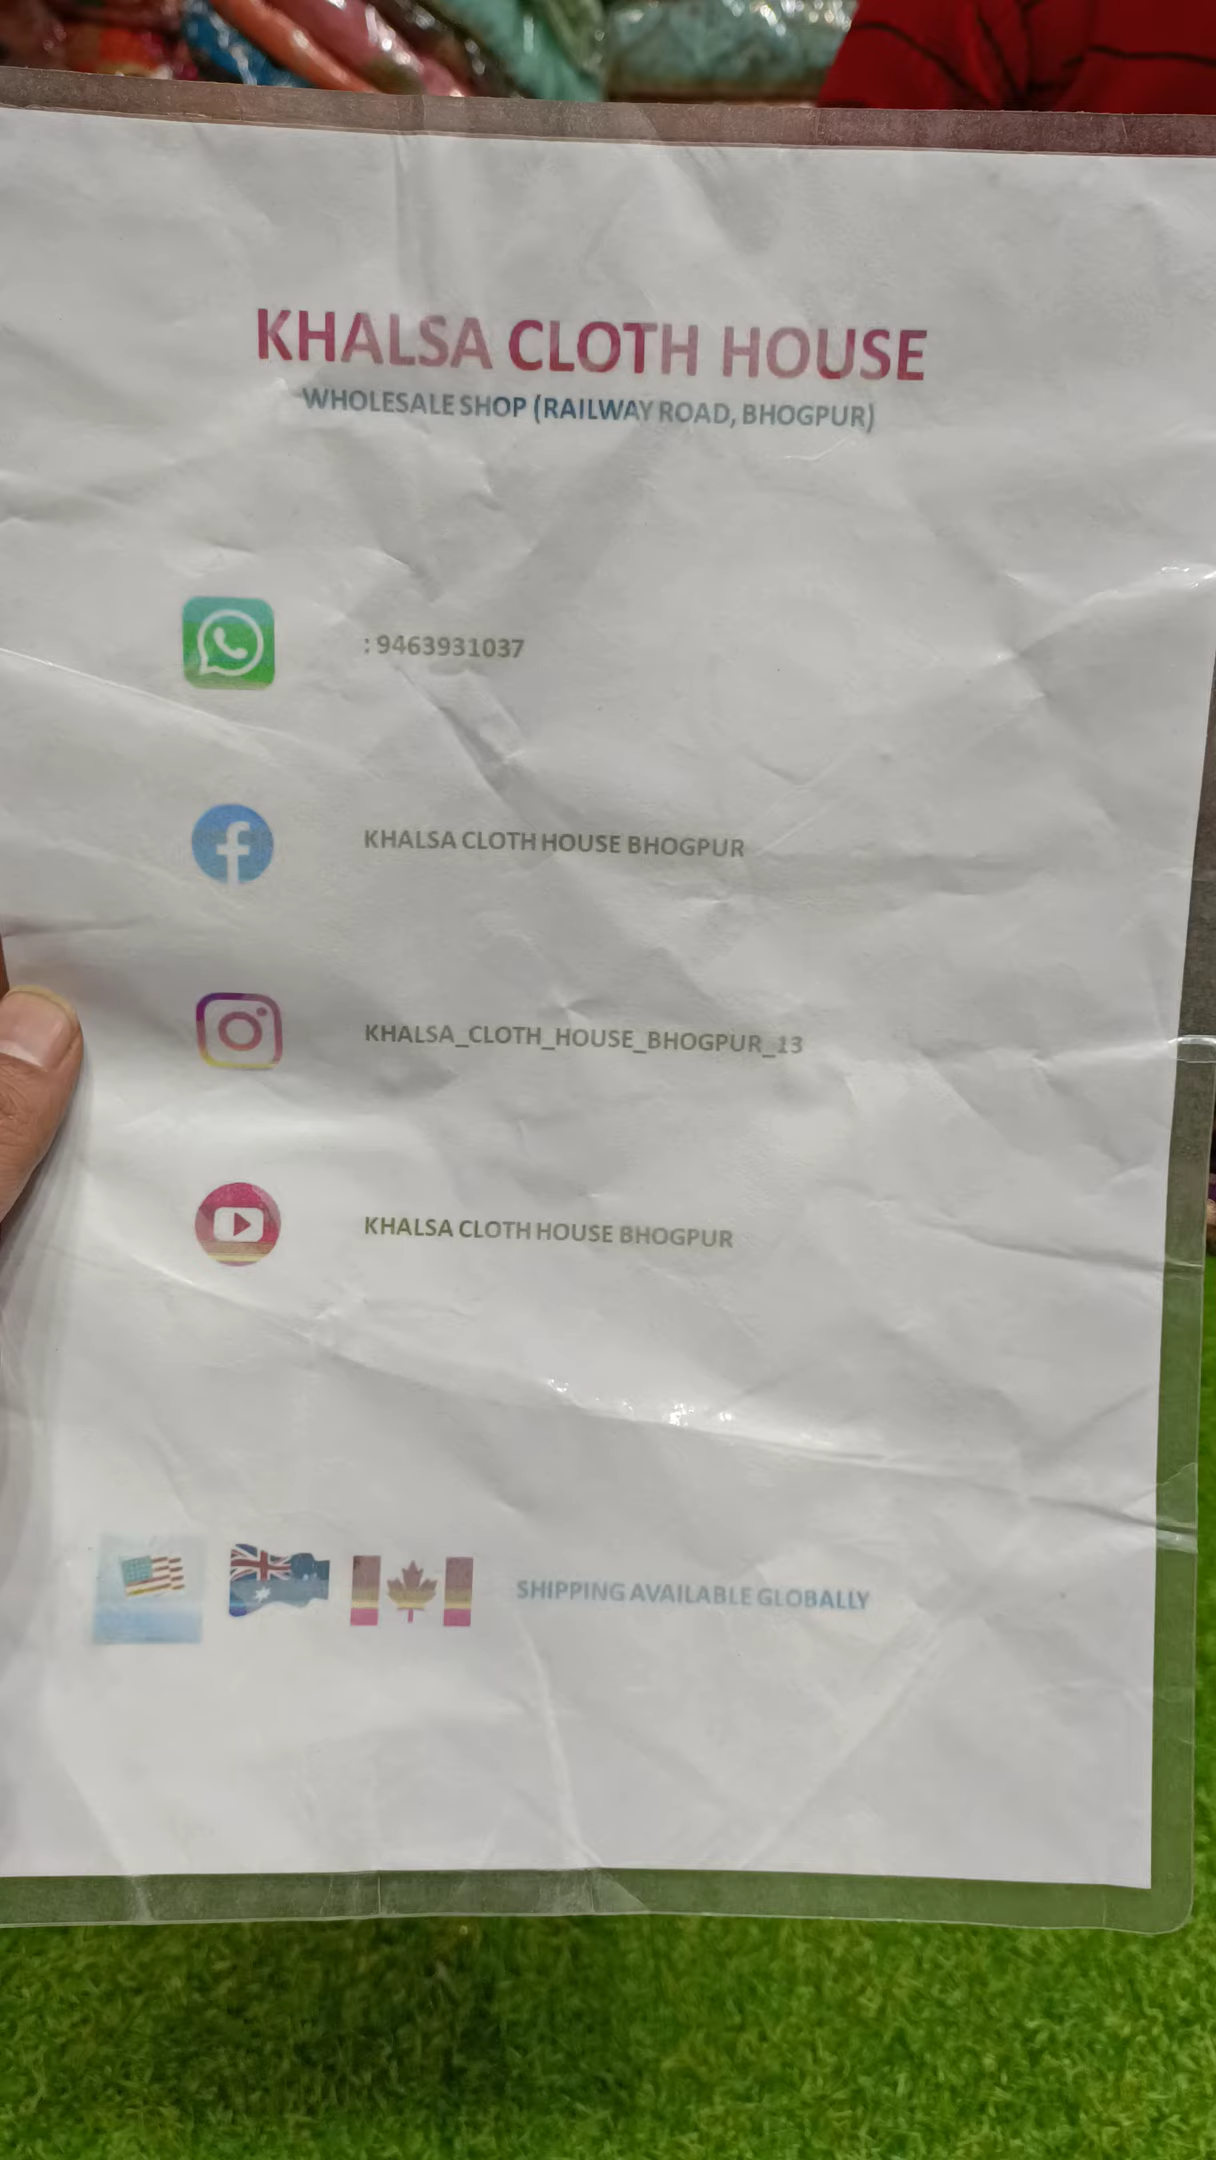 KHALSA CLOTH HOUSE
WHOLESALE SHOP (RAILWAY ROAD, BHOGPUR)
: 9463931037
KHALSA CLOTH HOUSE BHOGPUR
KHALSA_CLOTH_HOUSE_BHOGPUR_13
KHALSA CLOTH HOUSE BHOGPUR
SHIPPING AVAILABLE GLOBALLY